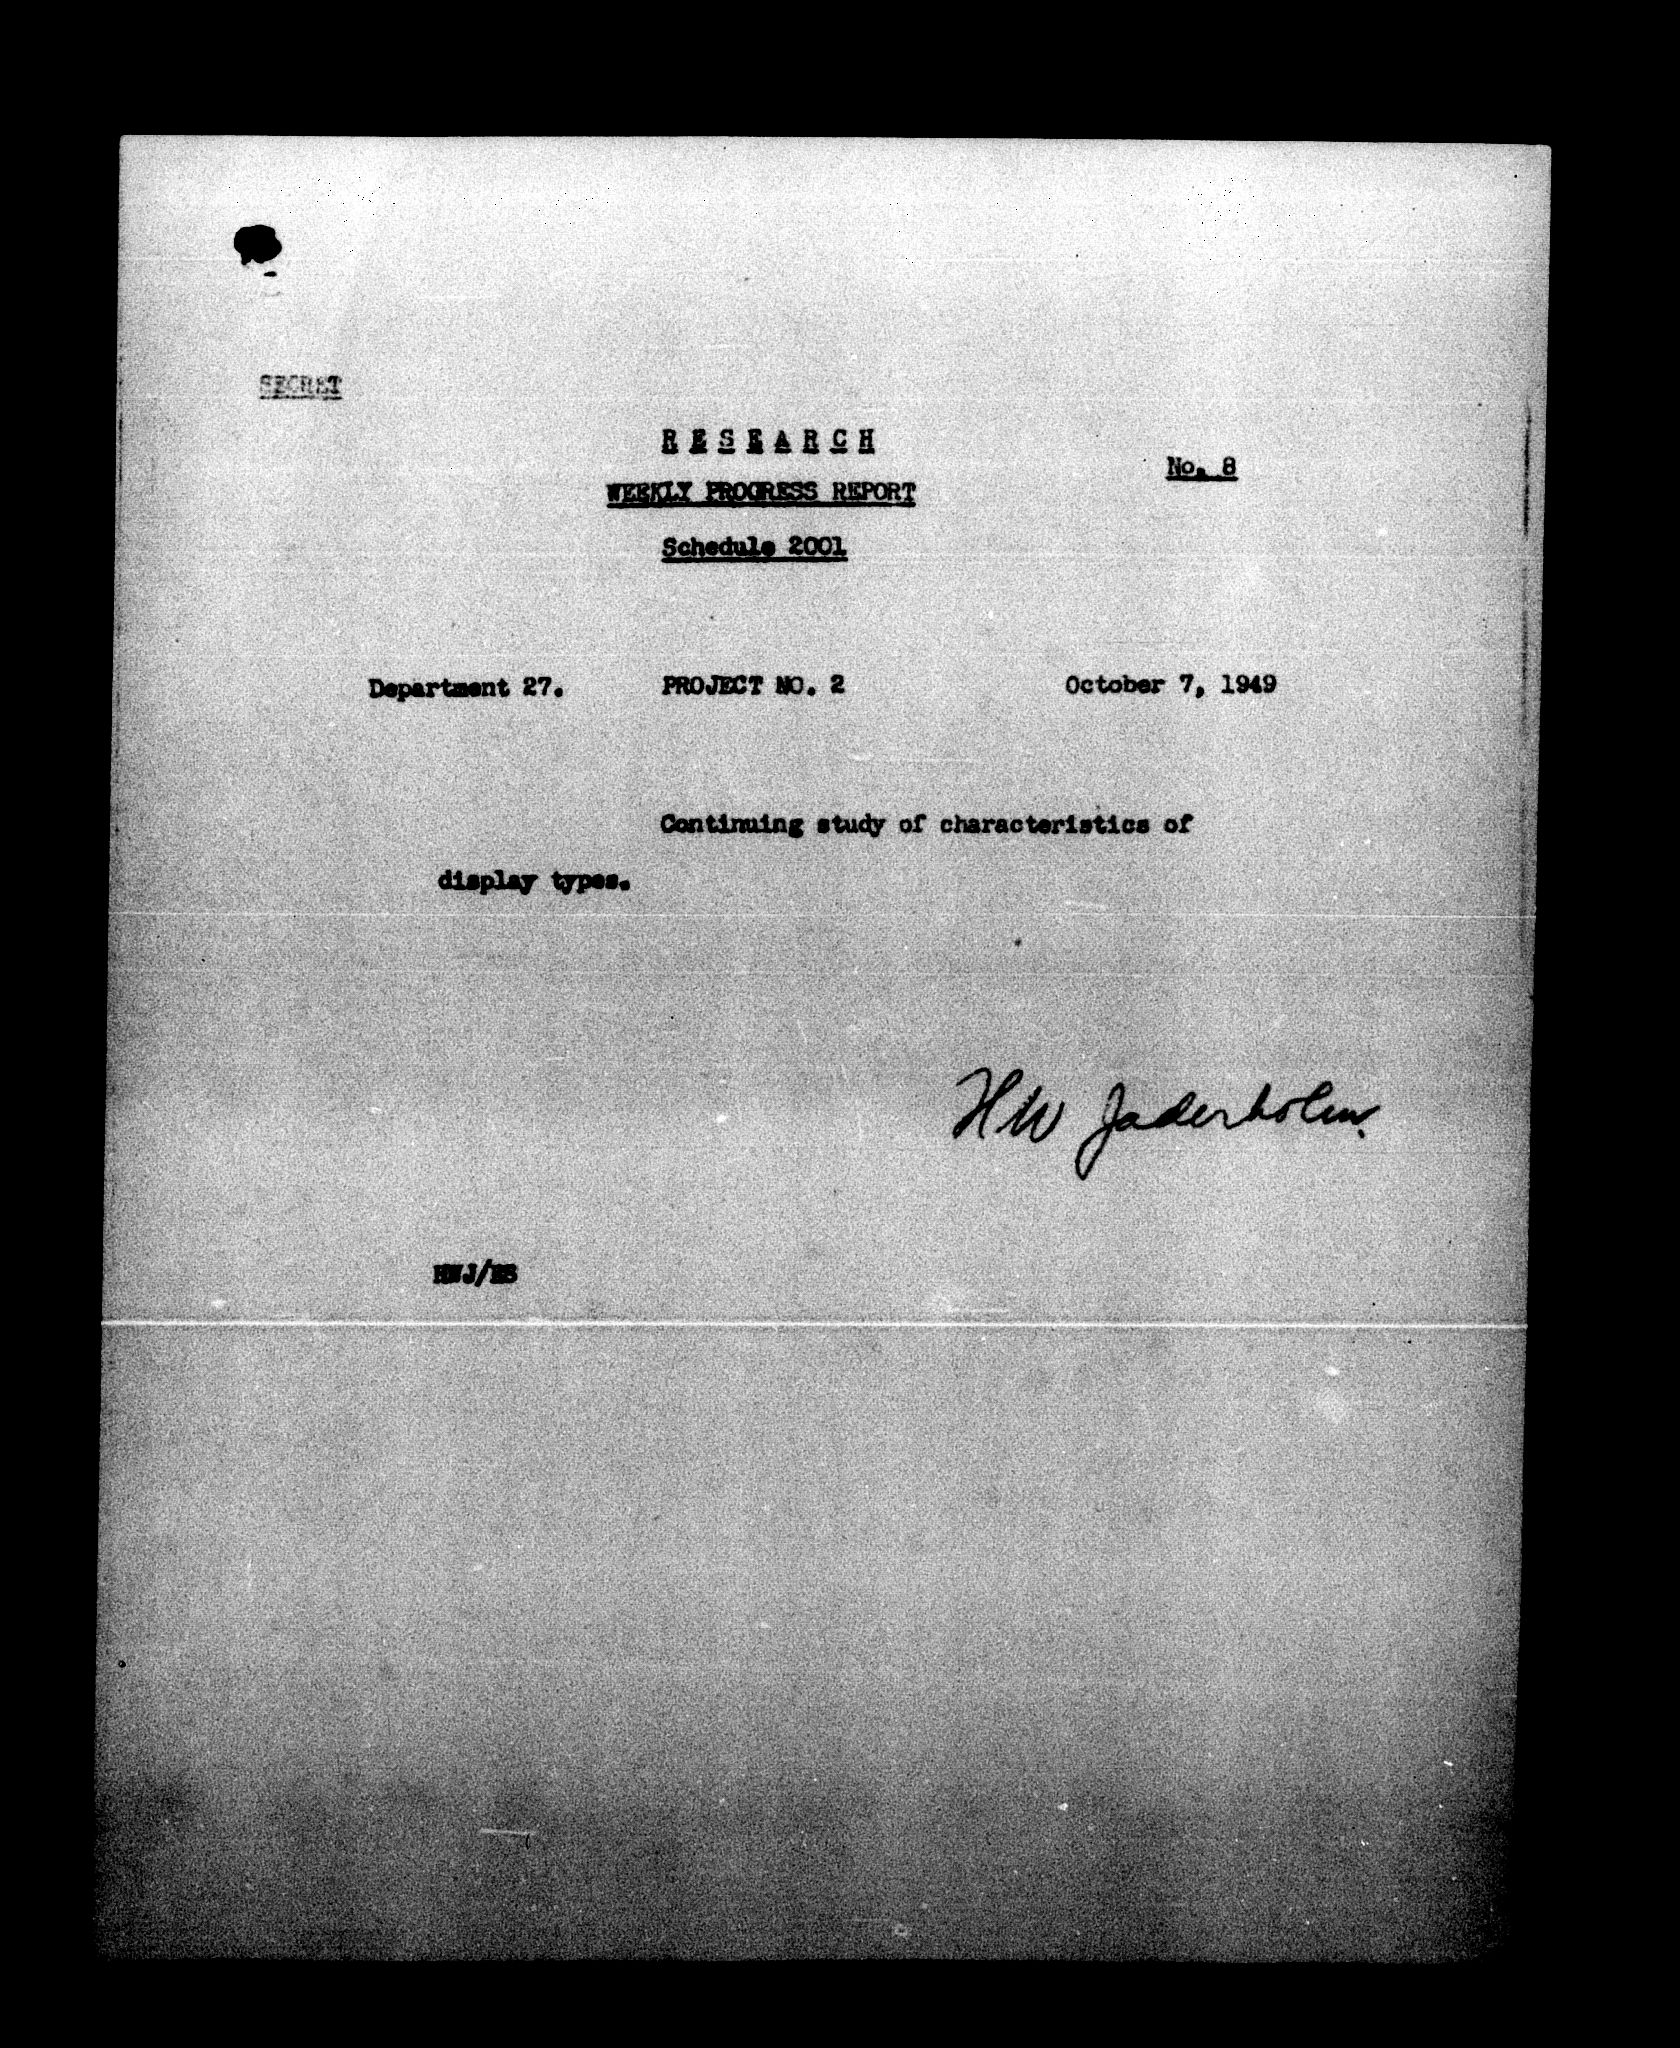 SECRET
R E S E A R C H
No. 8
WEEKLY PROGRESS REPORT
Schedule 2001
Department 27. PROJECT NO. 2 October 7, 1949
Continuing study of characteristics of
display types.
HW Jaderholm.
HWJ/ES